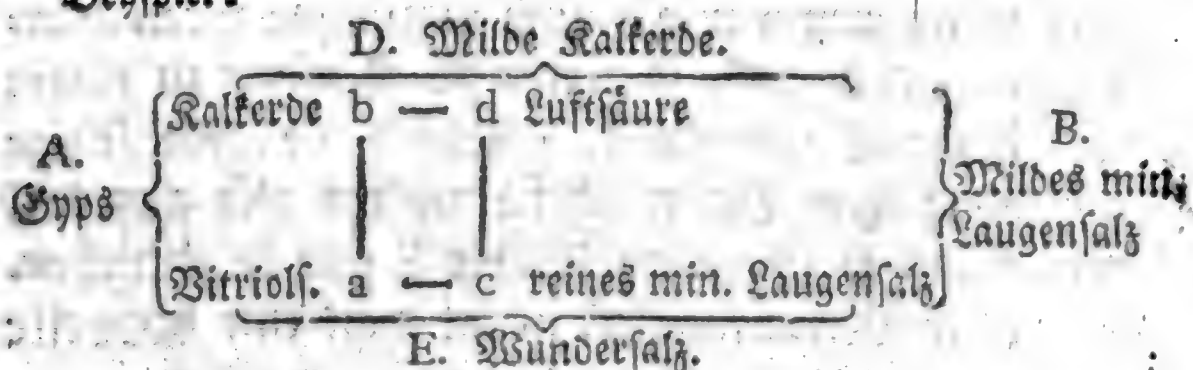 D. Milde Kalkerde.
Kalkerde b — d Luftsäure
A.
Gyps
B.
Mildes min.
Laugensalz
Vitriols. a — c reines min. Laugensalz
E. Wundersalz.